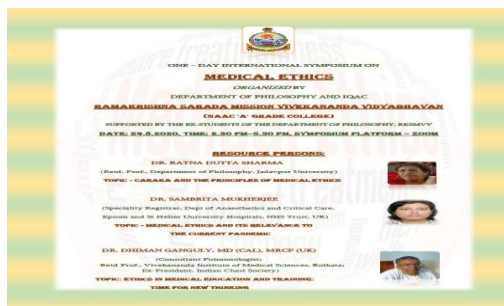 ONE - DAY INTERNATIONAL SYMPOSIUM ON
MEDICAL ETHICS
ORGANIZED BY
DEPARTMENT OF PHILOSOPHY AND IQAC
RAMAKRISHNA SARADA MISSION VIVEKANANDA VIDYABHAVAN
(NAAC 'A' GRADE COLLEGE)
SUPPORTED BY THE EX-STUDENTS OF THE DEPARTMENT OF PHILOSOPHY, RKSMVV
DATE: 29.8.2020, TIME: 2.30 PM-5.30 PM, SYMPOSIUM PLATFORM - ZOOM
RESOURCE PERSONS:
DR. RATNA DUTTA SHARMA
(Retd. Prof., Department of Philosophy, Jadavpur University)
TOPIC - CARAKA AND THE PRINCIPLES OF MEDICAL ETHICS
DR. SAMBRITA MUKHERJEE
(Speciality Registrar, Dept of Anaesthetics and Critical Care,
Epsom and St Helier University Hospitals, NHS Trust, UK)
TOPIC - MEDICAL ETHICS AND ITS RELEVANCE TO
THE CURRENT PANDEMIC
DR. DHIMAN GANGULY, MD (CAL), MRCP (UK)
(Consultant Pulmonologist;
Retd Prof., Vivekananda Institute of Medical Sciences, Kolkata;
Ex-President, Indian Chest Society)
TOPIC: ETHICS IN MEDICAL EDUCATION AND TRAINING:
TIME FOR NEW THINKING